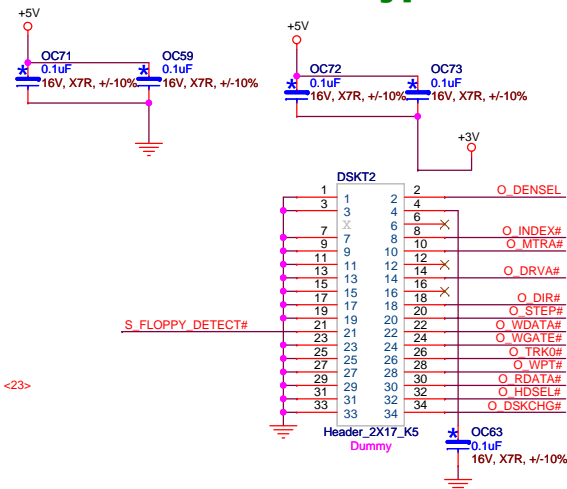 +5V
OC71
0.1uF
16V, X7R, +/-10%
OC59
0.1uF
16V, X7R, +/-10%
+5V
OC72
0.1uF
16V, X7R, +/-10%
OC73
0.1uF
16V, X7R, +/-10%
+3V
DSKT2
1 1 2 2 O_DENSEL
3 3 4 4
X 6 6
7 7 8 8 O_INDEX#
9 9 10 10 O_MTRA#
11 11 12 12
13 13 14 14 O_DRVA#
15 15 16 16
17 17 18 18 O_DIR#
19 19 20 20 O_STEP#
S_FLOPPY_DETECT# 21 21 22 22 O_WDATA#
23 23 24 24 O_WGATE#
25 25 26 26 O_TRK0#
27 27 28 28 O_WPT#
<23> 29 29 30 30 O_RDATA#
31 31 32 32 O_HDSEL#
33 33 34 34 O_DSKCHG#
Header_2X17_K5
Dummy
OC63
0.1uF
16V, X7R, +/-10%